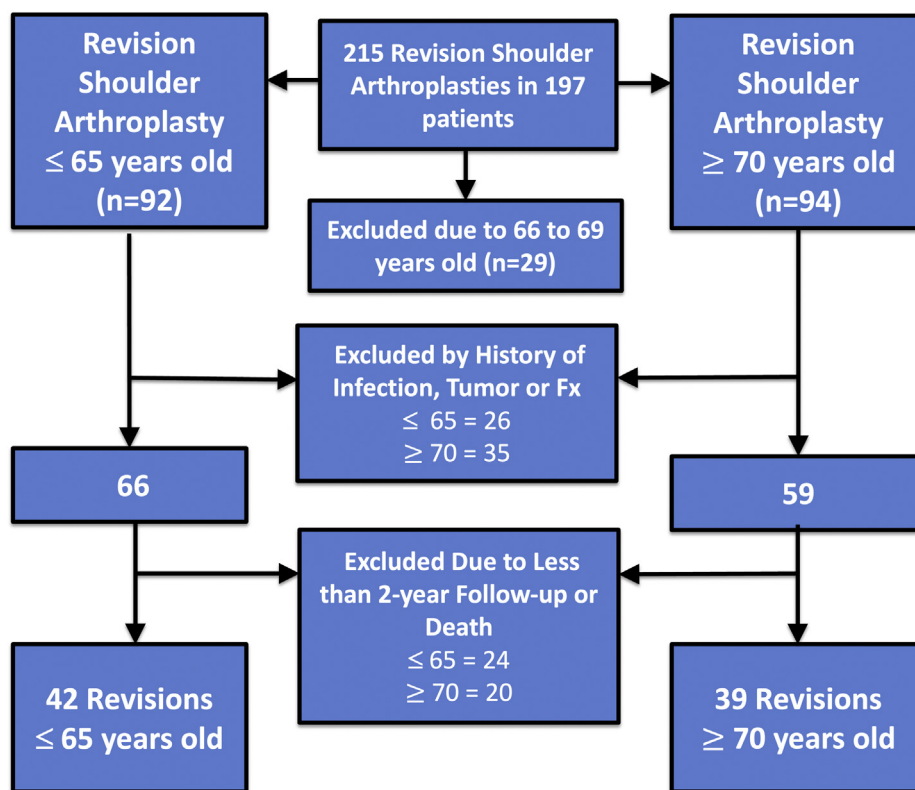 Revision
Shoulder
Arthroplasty
≤ 65 years old
(n=92)
215 Revision Shoulder
Arthroplasties in 197
patients
Revision
Shoulder
Arthroplasty
≥ 70 years old
(n=94)
Excluded due to 66 to 69
years old (n=29)
Excluded by History of
Infection, Tumor or Fx
≤ 65 = 26
≥ 70 = 35
66
59
Excluded Due to Less
than 2-year Follow-up or
Death
≤ 65 = 24
≥ 70 = 20
42 Revisions
≤ 65 years old
39 Revisions
≥ 70 years old